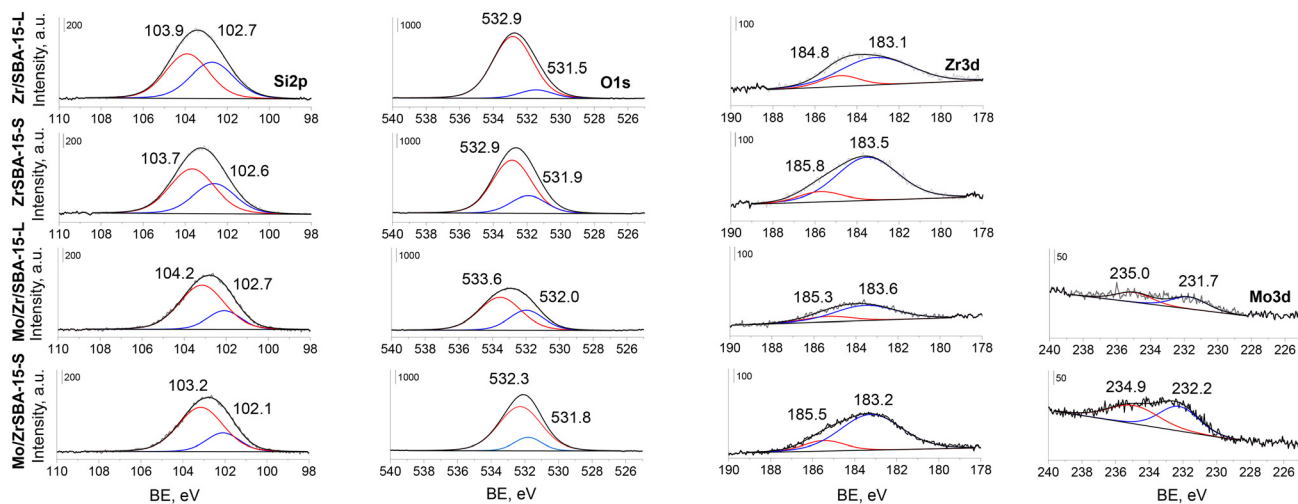 Zr/SBA-15-L
Intensity, a.u.
200
103.9
102.7
Si2p
110 108 106 104 102 100 98
1000
532.9
531.5
O1s
540 538 536 534 532 530 528 526
100
184.8
183.1
Zr3d
190 188 186 184 182 180 178
ZrSBA-15-S
Intensity, a.u.
200
103.7
102.6
110 108 106 104 102 100 98
1000
532.9
531.9
540 538 536 534 532 530 528 526
100
185.8
183.5
190 188 186 184 182 180 178
Mo/Zr/SBA-15-L
Intensity, a.u.
200
104.2
102.7
110 108 106 104 102 100 98
1000
533.6
532.0
540 538 536 534 532 530 528 526
100
185.3
183.6
190 188 186 184 182 180 178
50
235.0
231.7
Mo3d
240 238 236 234 232 230 228
Mo/ZrSBA-15-S
Intensity, a.u.
200
103.2
102.1
110 108 106 104 102 100 98
BE, eV
1000
532.3
531.8
540 538 536 534 532 530 528 526
BE, eV
100
185.5
183.2
190 188 186 184 182 180 178
BE, eV
50
234.9
232.2
240 238 236 234 232 230 228
BE, eV